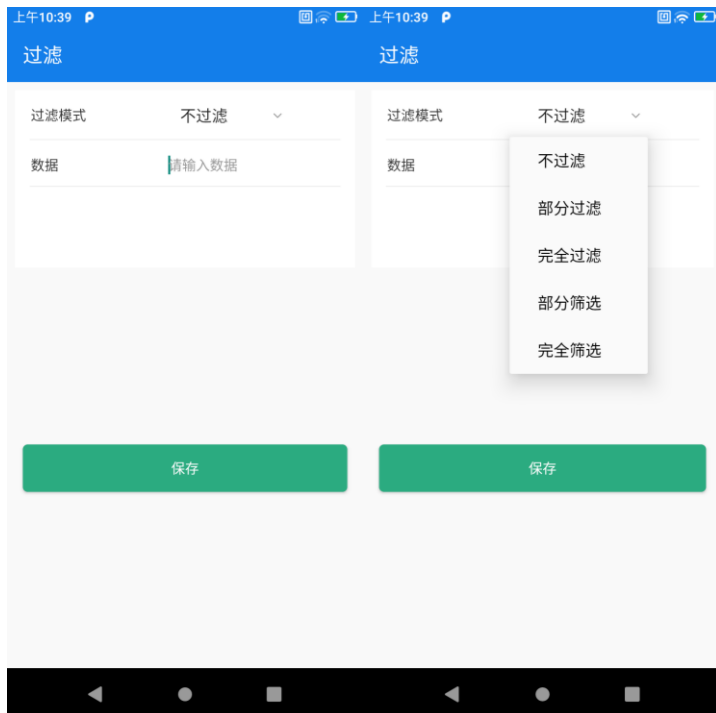 上午10:39
过滤
过滤模式 不过滤
数据 请输入数据
保存
上午10:39
过滤
过滤模式 不过滤
数据
不过滤
部分过滤
完全过滤
部分筛选
完全筛选
保存